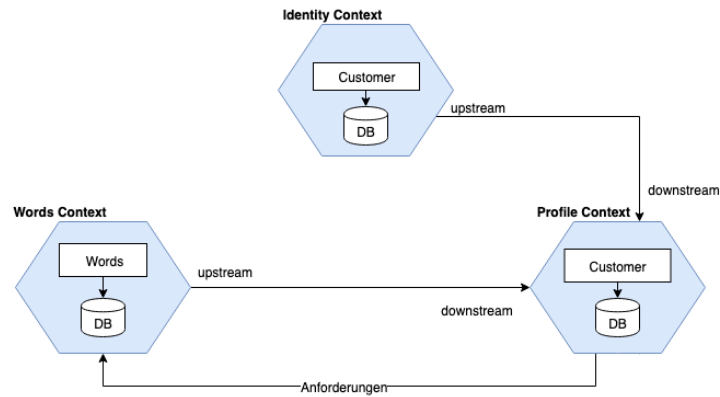 Identity Context
Customer
DB
upstream
downstream
Words Context
Profile Context
Words
Customer
upstream
downstream
DB
DB
Anforderungen